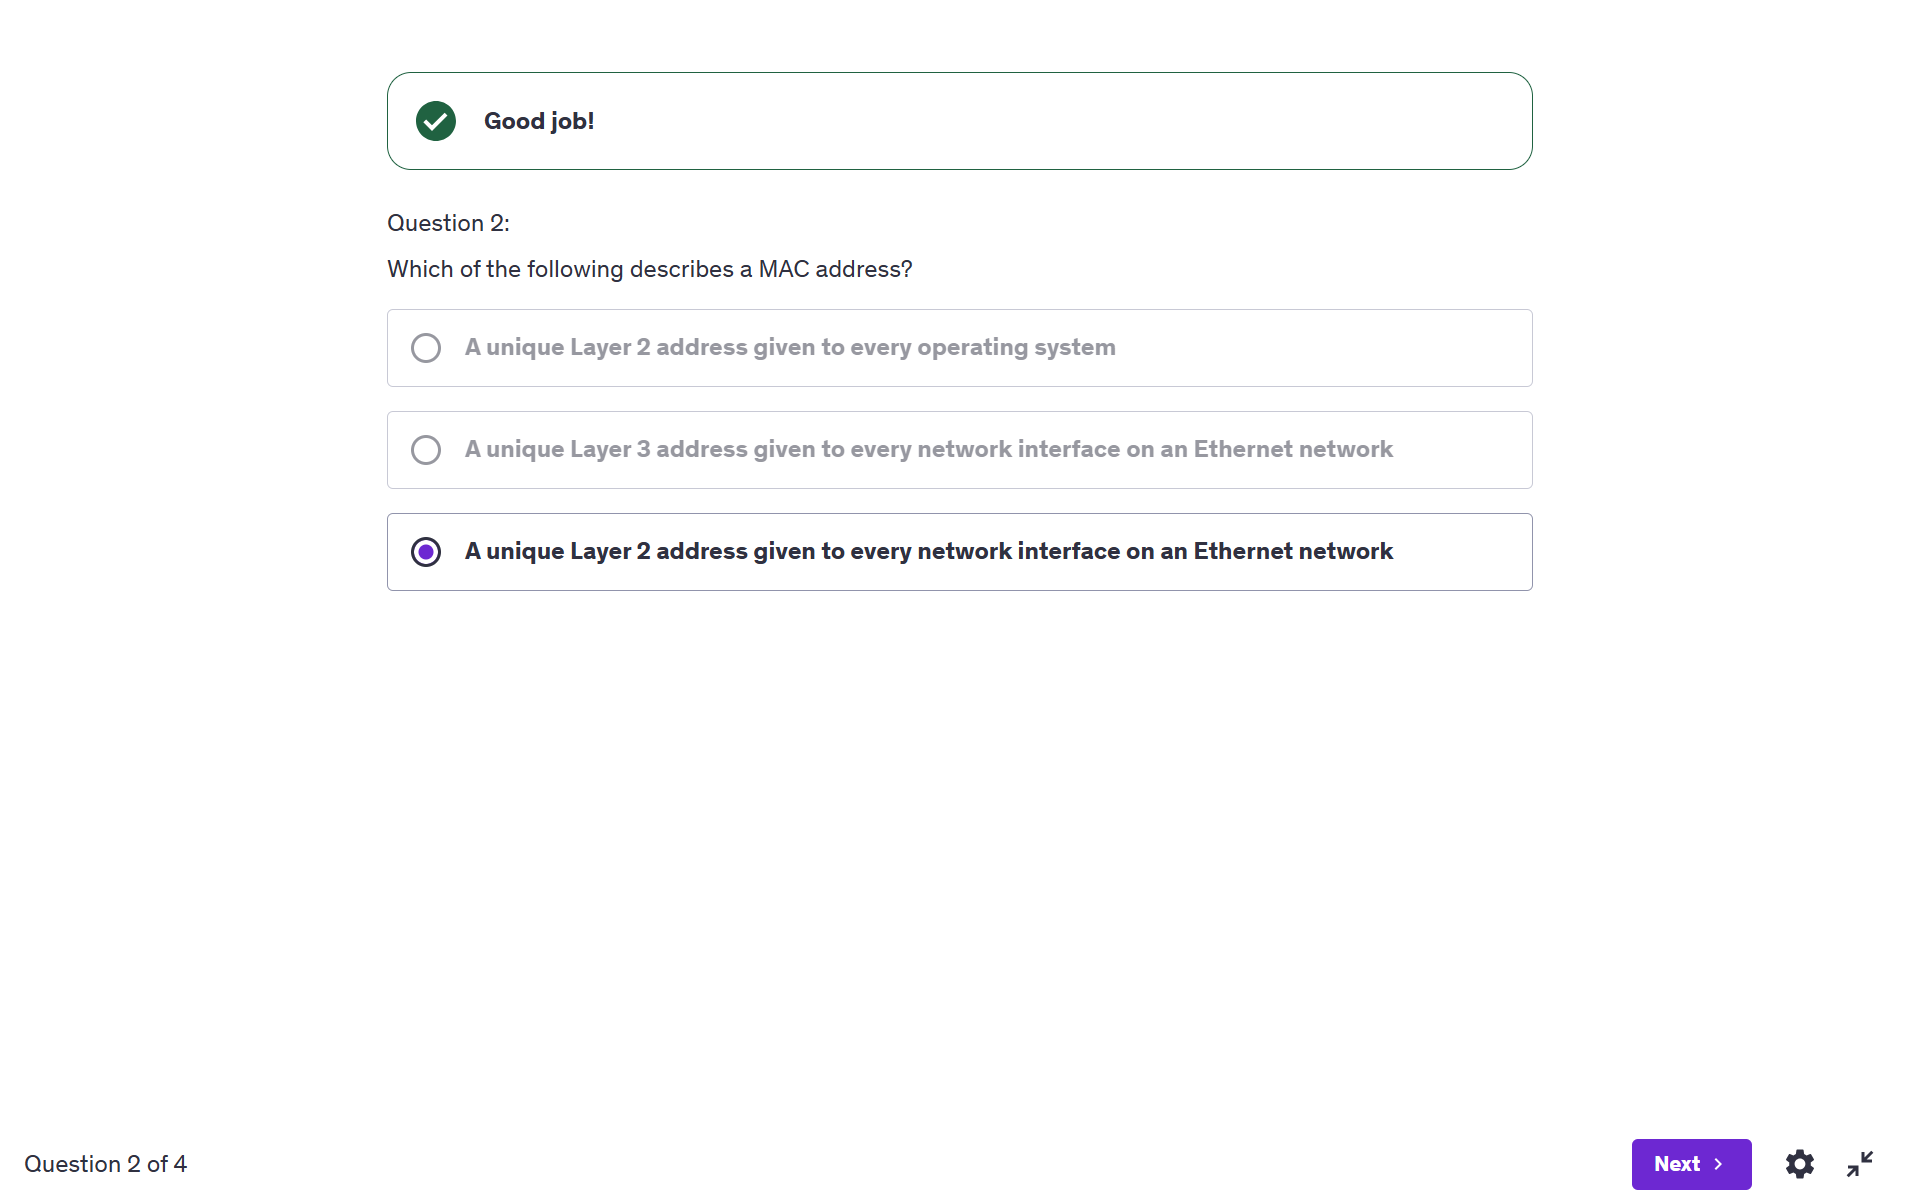 Good job!
Question 2:
Which of the following describes a MAC address?
A unique Layer 2 address given to every operating system
A unique Layer 3 address given to every network interface on an Ethernet network
A unique Layer 2 address given to every network interface on an Ethernet network
Question 2 of 4
Next